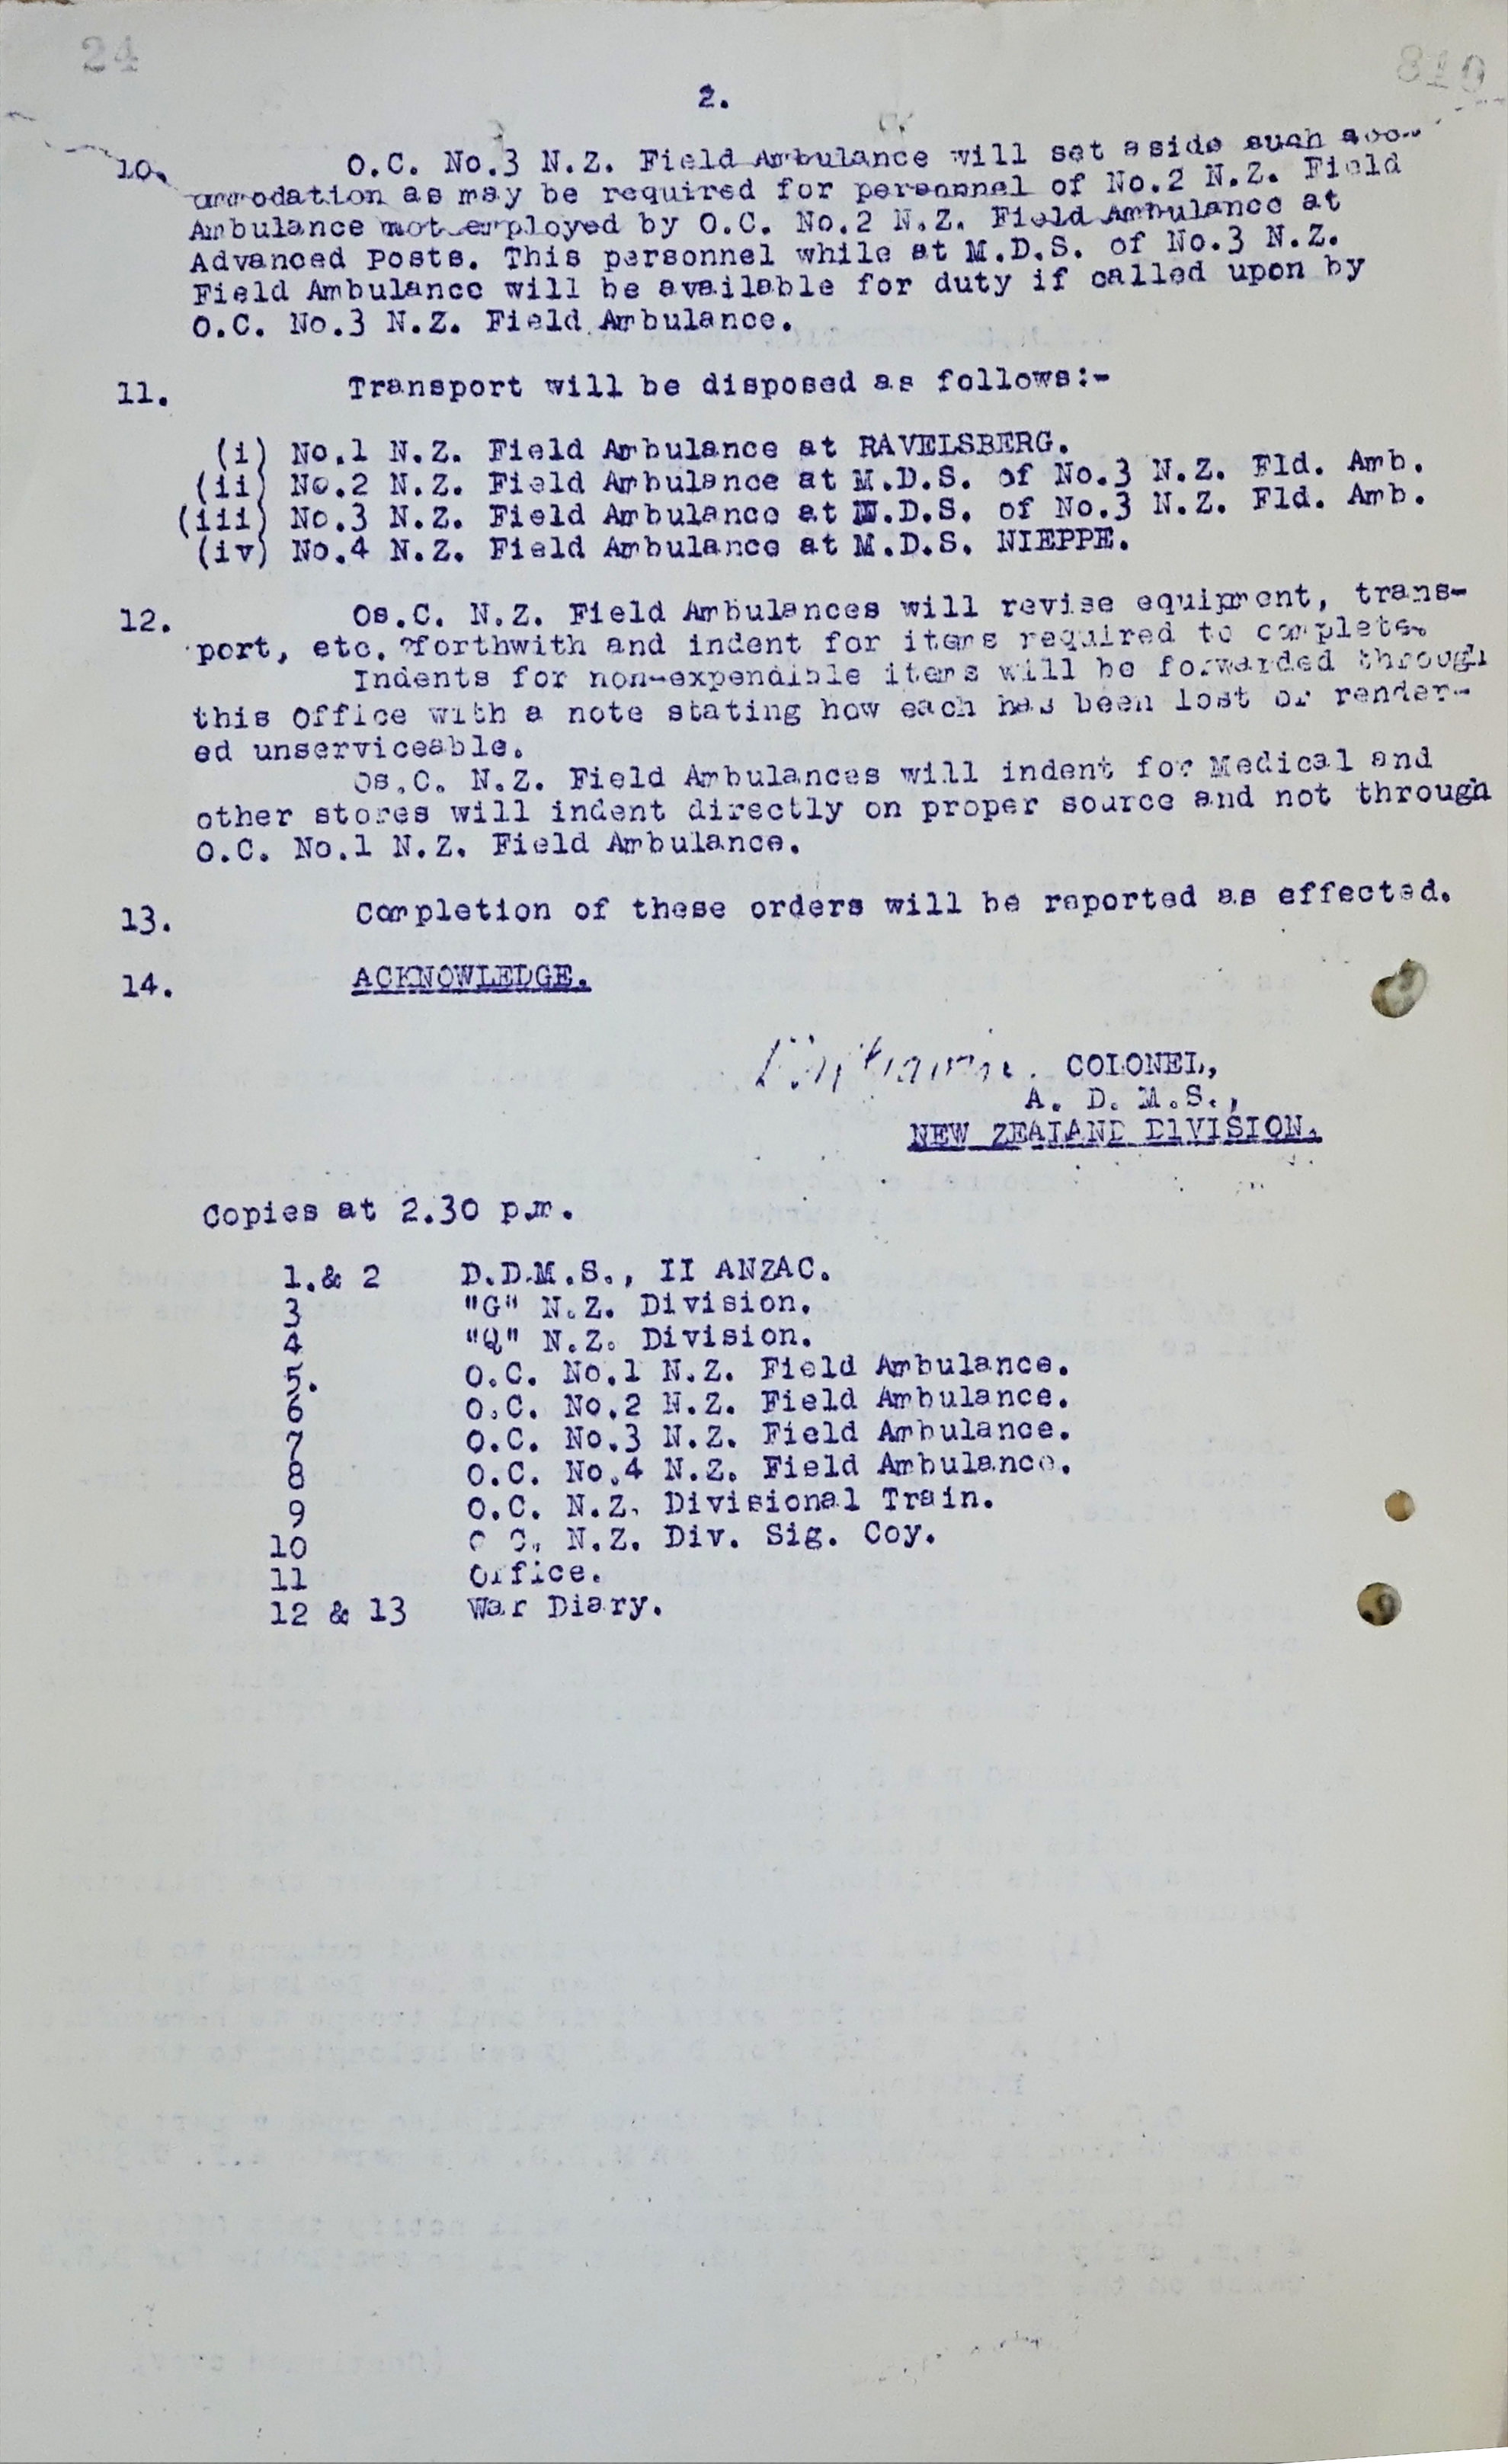 24
810
2.
10. O.C. No.3 N.Z. Field Ambulance will set aside such acc-
ommodation as may be required for personnel of No.2 N.Z. Field
Ambulance not employed by O.C. No.2 N.Z. Field Ambulance at
Advanced Posts. This personnel while at M.D.S. of No.3 N.Z.
Field Ambulance will be available for duty if called upon by
O.C. No.3 N.Z. Field Ambulance.
11. Transport will be disposed as follows:-
(i) No.1 N.Z. Field Ambulance at RAVELSBERG.
(ii) No.2 N.Z. Field Ambulance at M.D.S. of No.3 N.Z. Fld. Amb.
(iii) No.3 N.Z. Field Ambulance at M.D.S. of No.3 N.Z. Fld. Amb.
(iv) No.4 N.Z. Field Ambulance at M.D.S. NIEPPE.
12. Os.C. N.Z. Field Ambulances will revise equipment, trans-
port, etc. forthwith and indent for items required to complete.
Indents for non-expendible items will be forwarded through
this Office with a note stating how each has been lost or render-
ed unserviceable.
Os.C. N.Z. Field Ambulances will indent for Medical and
other stores will indent directly on proper source and not through
O.C. No.1 N.Z. Field Ambulance.
13. Completion of these orders will be reported as effected.
14. ACKNOWLEDGE.
COLONEL,
A. D. M.S.,
NEW ZEALAND DIVISION.
Copies at 2.30 p.m.
1.& 2 D.D.M.S., II ANZAC.
3 "G" N.Z. Division.
4 "Q" N.Z. Division.
5. O.C. No.1 N.Z. Field Ambulance.
6 O.C. No.2 N.Z. Field Ambulance.
7 O.C. No.3 N.Z. Field Ambulance.
8 O.C. No.4 N.Z. Field Ambulance.
9 O.C. N.Z. Divisional Train.
10 O C. N.Z. Div. Sig. Coy.
11 Office.
12 & 13 War Diary.